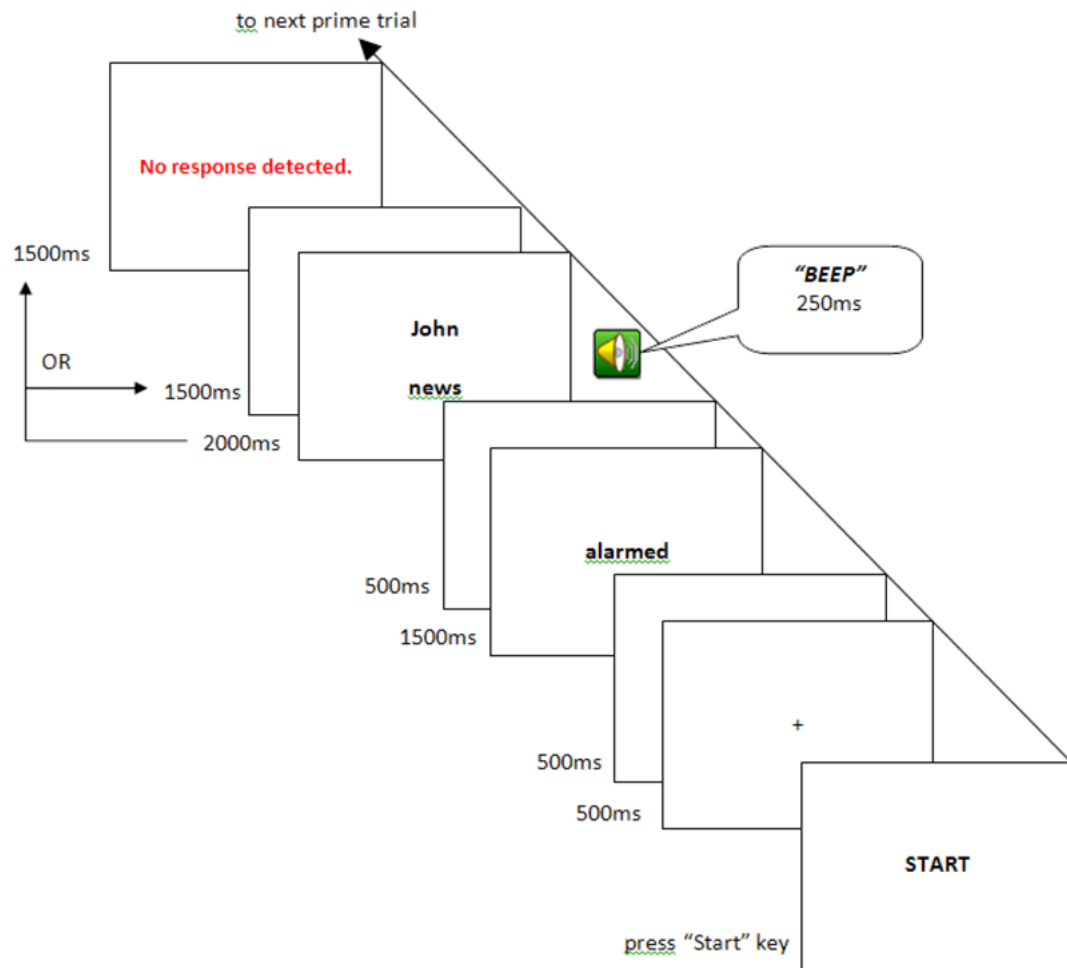 to next prime trial
No response detected.
1500ms
“BEEP”
250ms
John
OR
news
1500ms
2000ms
alarmed
500ms
1500ms
+
500ms
500ms
START
press “Start” key